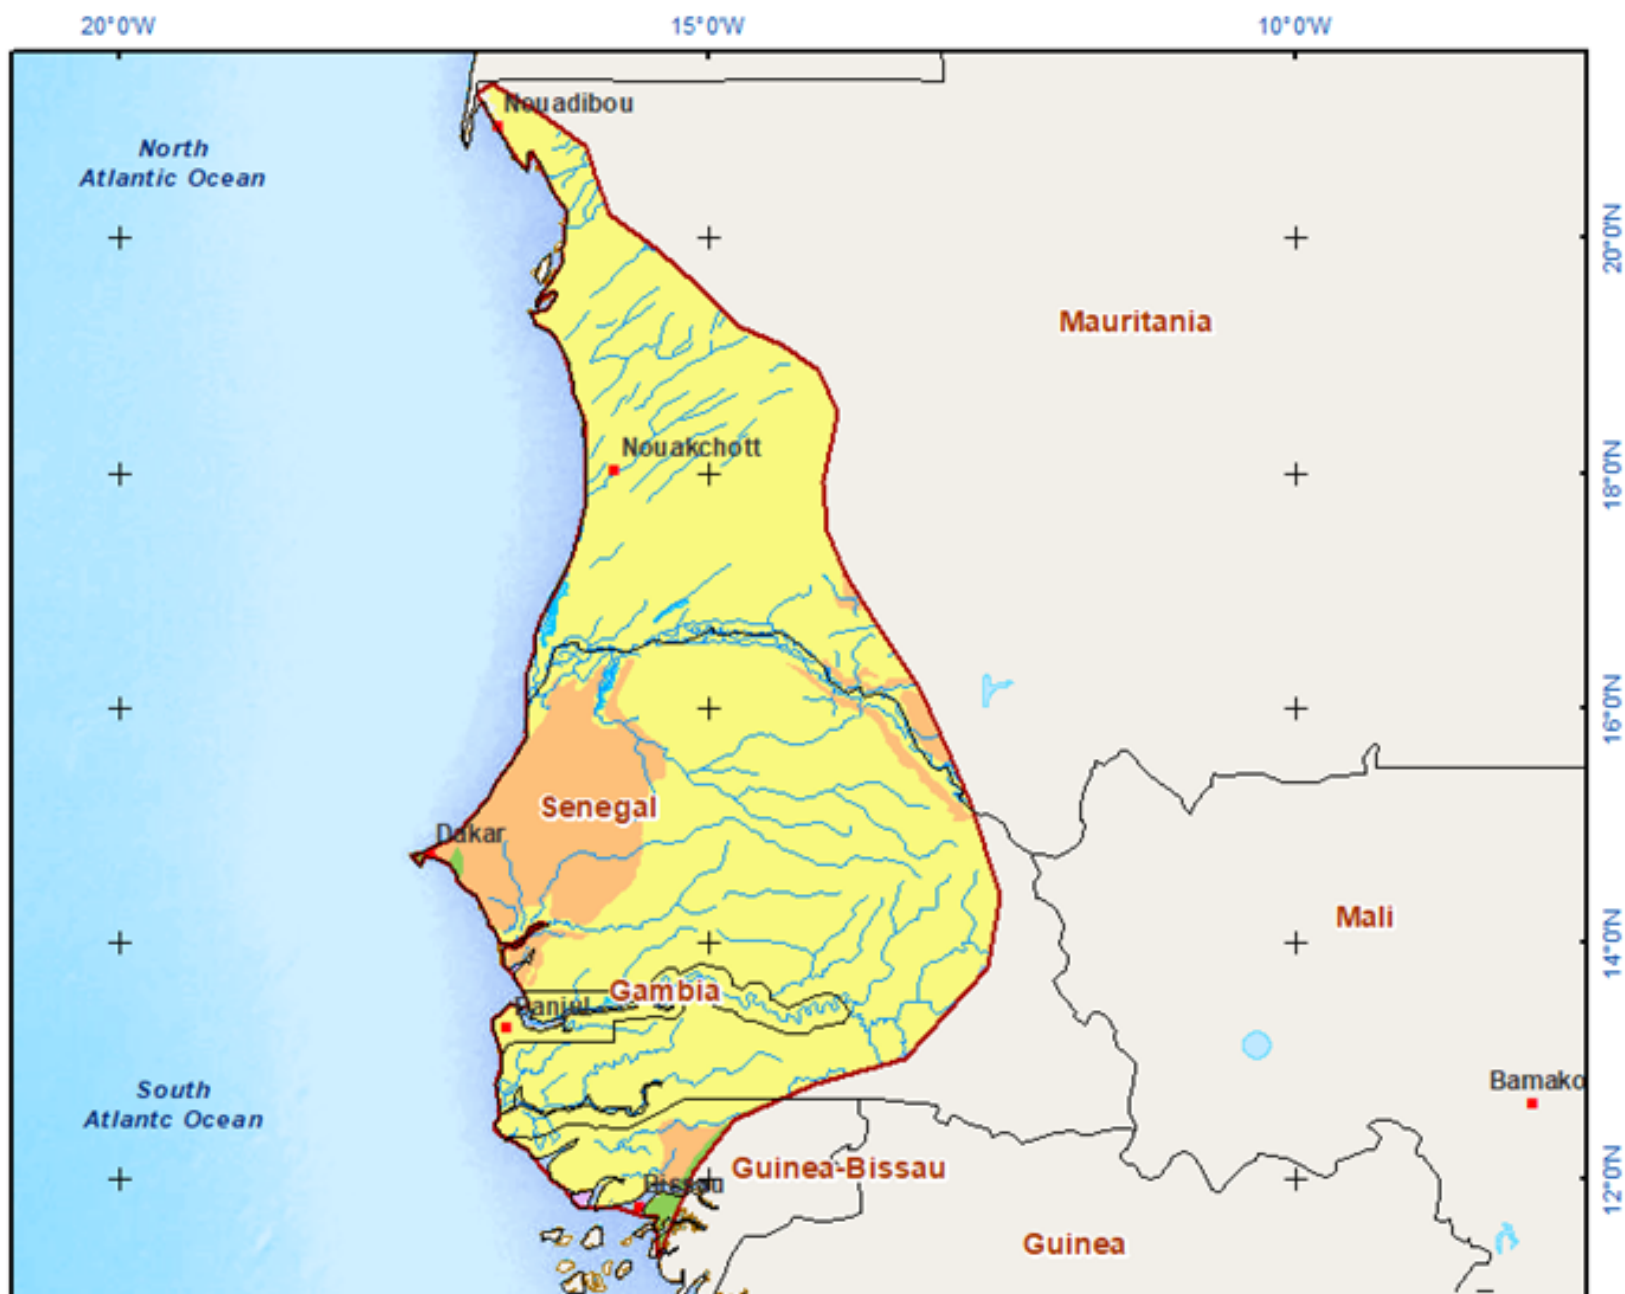 20°0'W 15°0'W 10°0'W
Nouadibou
North
Atlantic Ocean
20°0'N
Mauritania
Nouakchott
18°0'N
16°0'N
Senegal
Dakar
Mali
14°0'N
Gambia
Banjul
Bamako
South
Atlantc Ocean
Guinea-Bissau
Bissau
12°0'N
Guinea